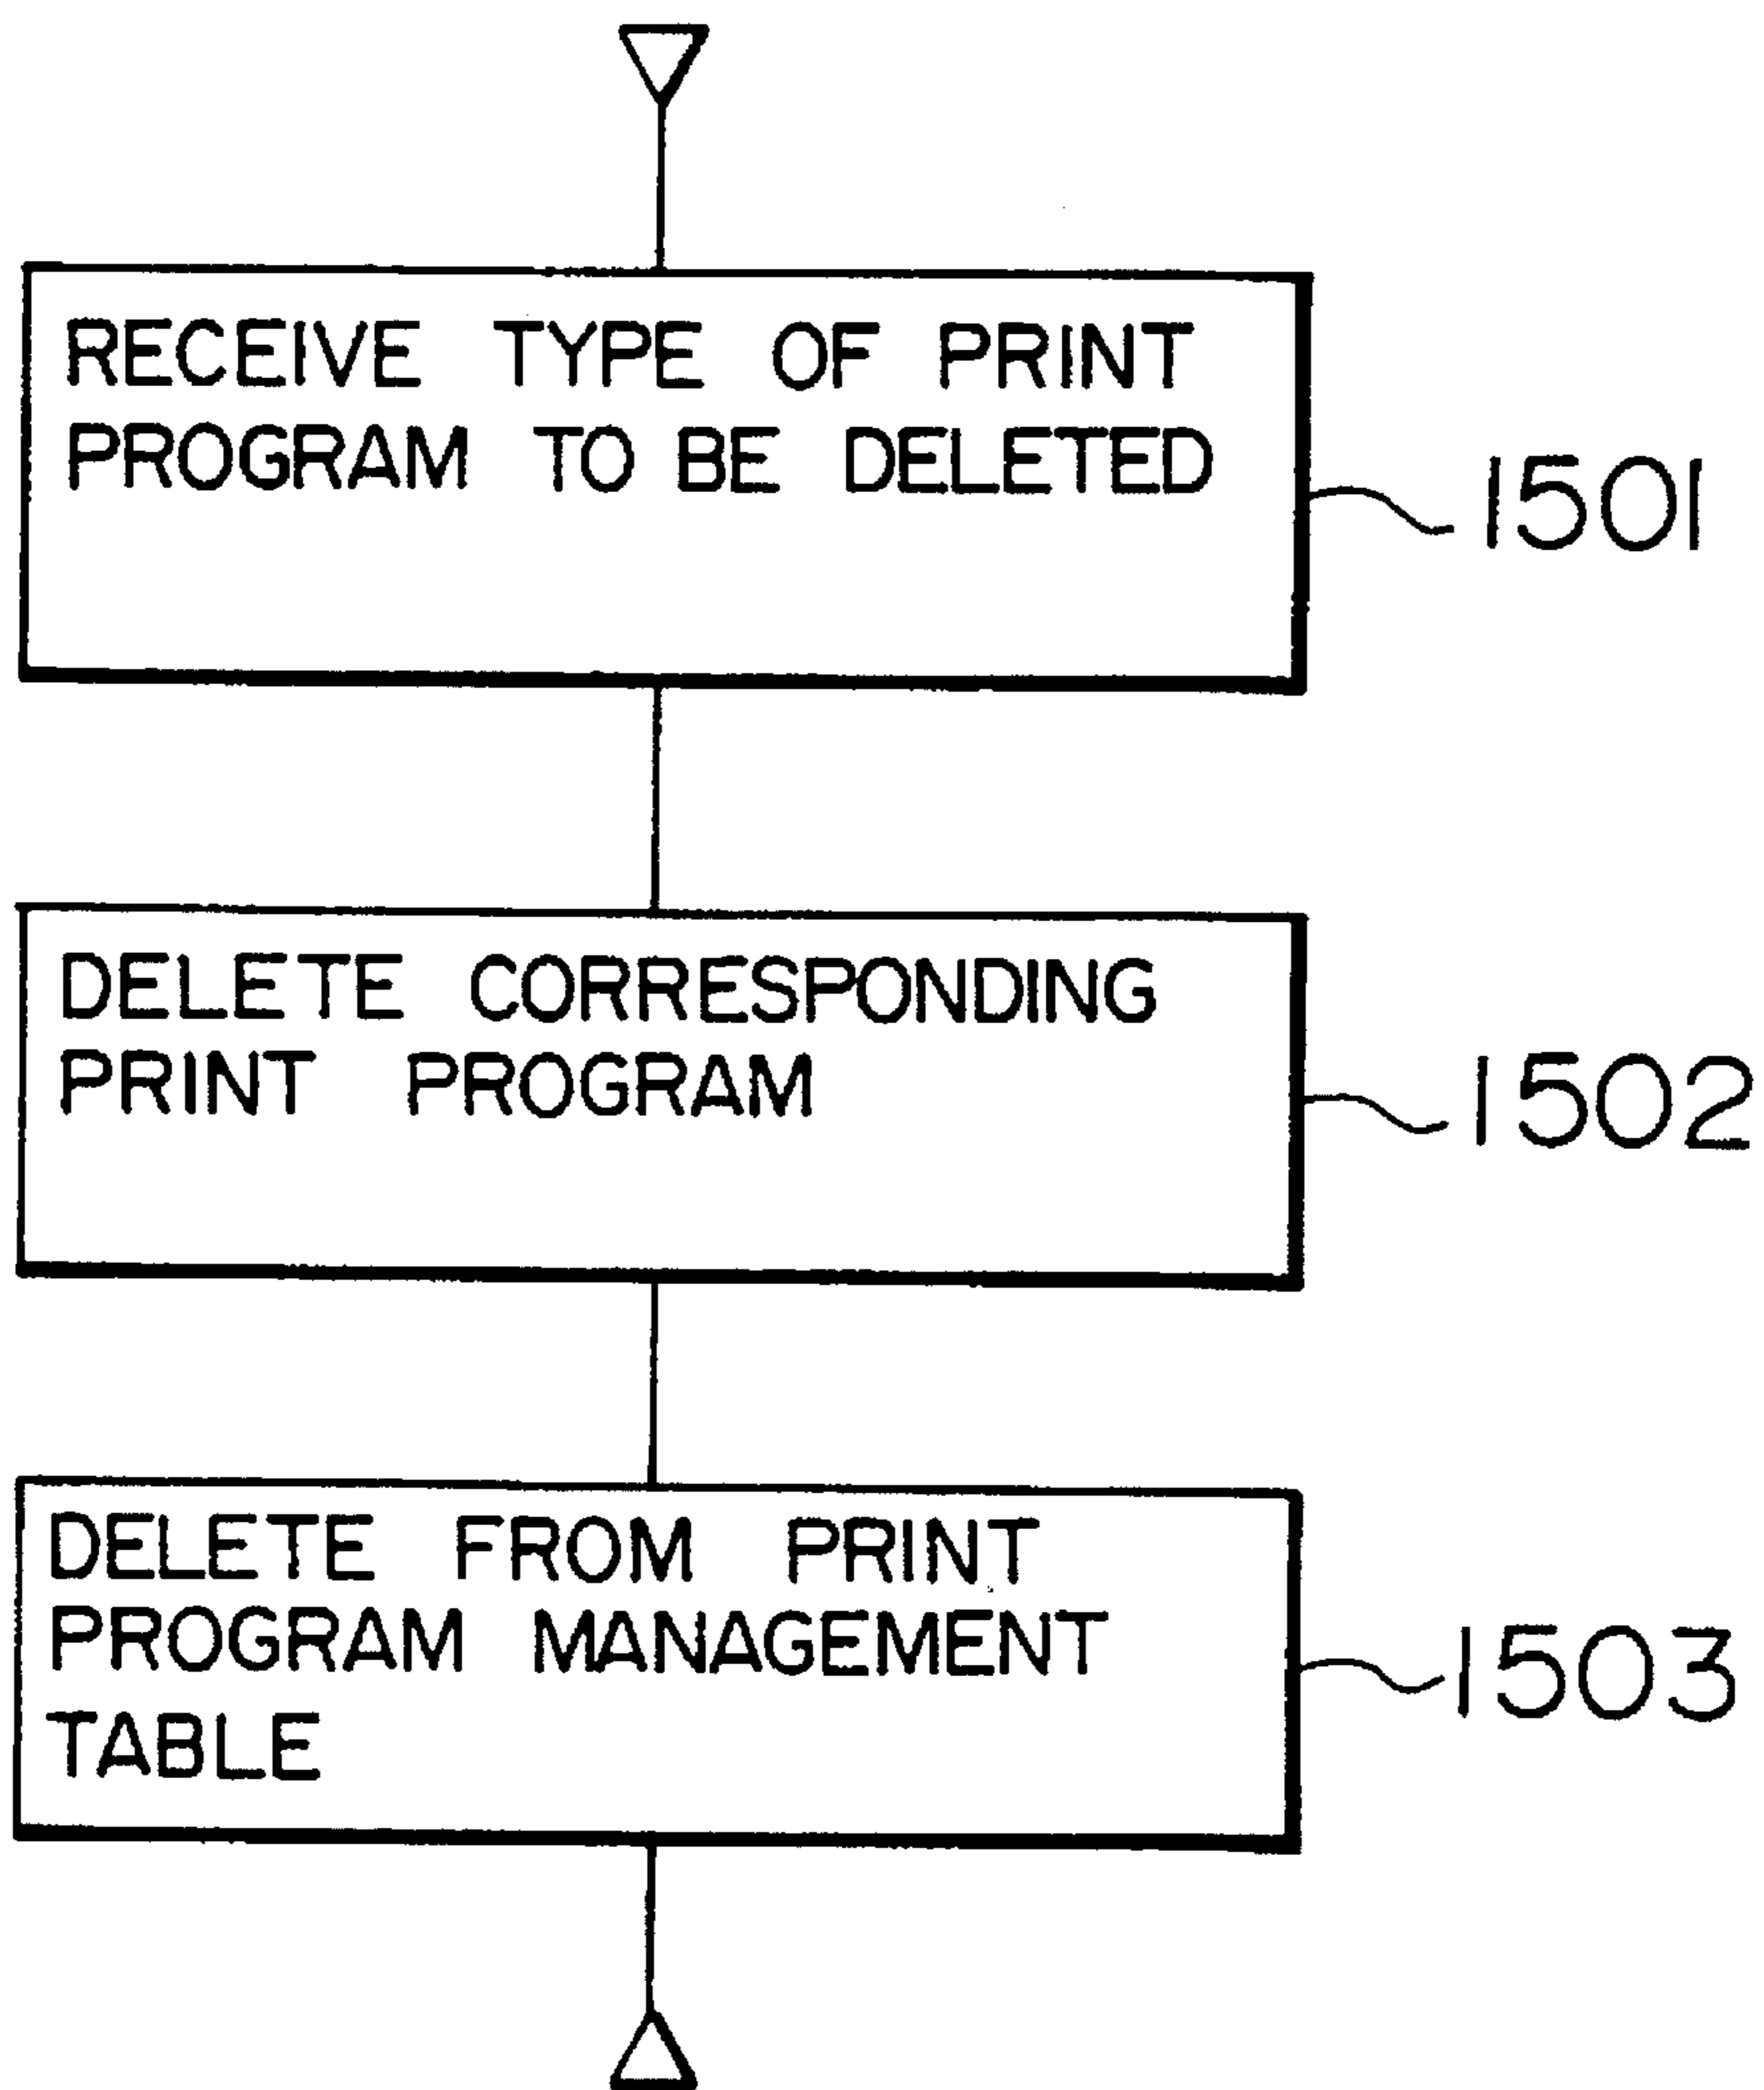 RECEIVE TYPE OF PRINT
PROGRAM TO BE DELETED
1501
DELETE CORRESPONDING
PRINT PROGRAM
1502
DELETE FROM PRINT
PROGRAM MANAGEMENT
TABLE
1503